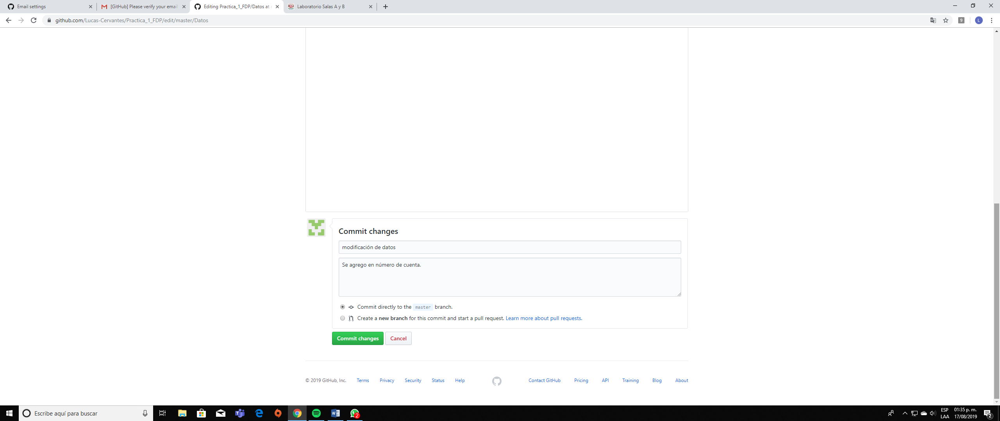 Email settings
[GitHub] Please verify your email
Editing Practica_1_FDP/Datos at
Laboratorio Salas A y B
github.com/Lucas-Cervantes/Practica_1_FDP/edit/master/Datos
9
L
Commit changes
modificación de datos
Se agrego en número de cuenta.
Commit directly to the master branch.
Create a new branch for this commit and start a pull request. Learn more about pull requests.
Commit changes
Cancel
© 2019 GitHub, Inc. Terms Privacy Security Status Help Contact GitHub Pricing API Training Blog About
Escribe aquí para buscar
2
ESP
LAA
01:35 p. m.
17/08/2019
2